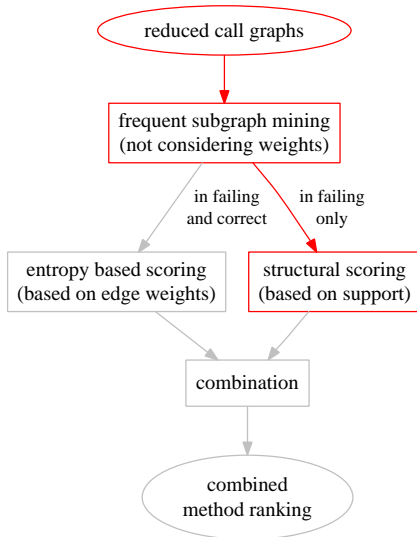 reduced call graphs
frequent subgraph mining
(not considering weights)
in failing
and correct
in failing
only
entropy based scoring
(based on edge weights)
structural scoring
(based on support)
combination
combined
method ranking